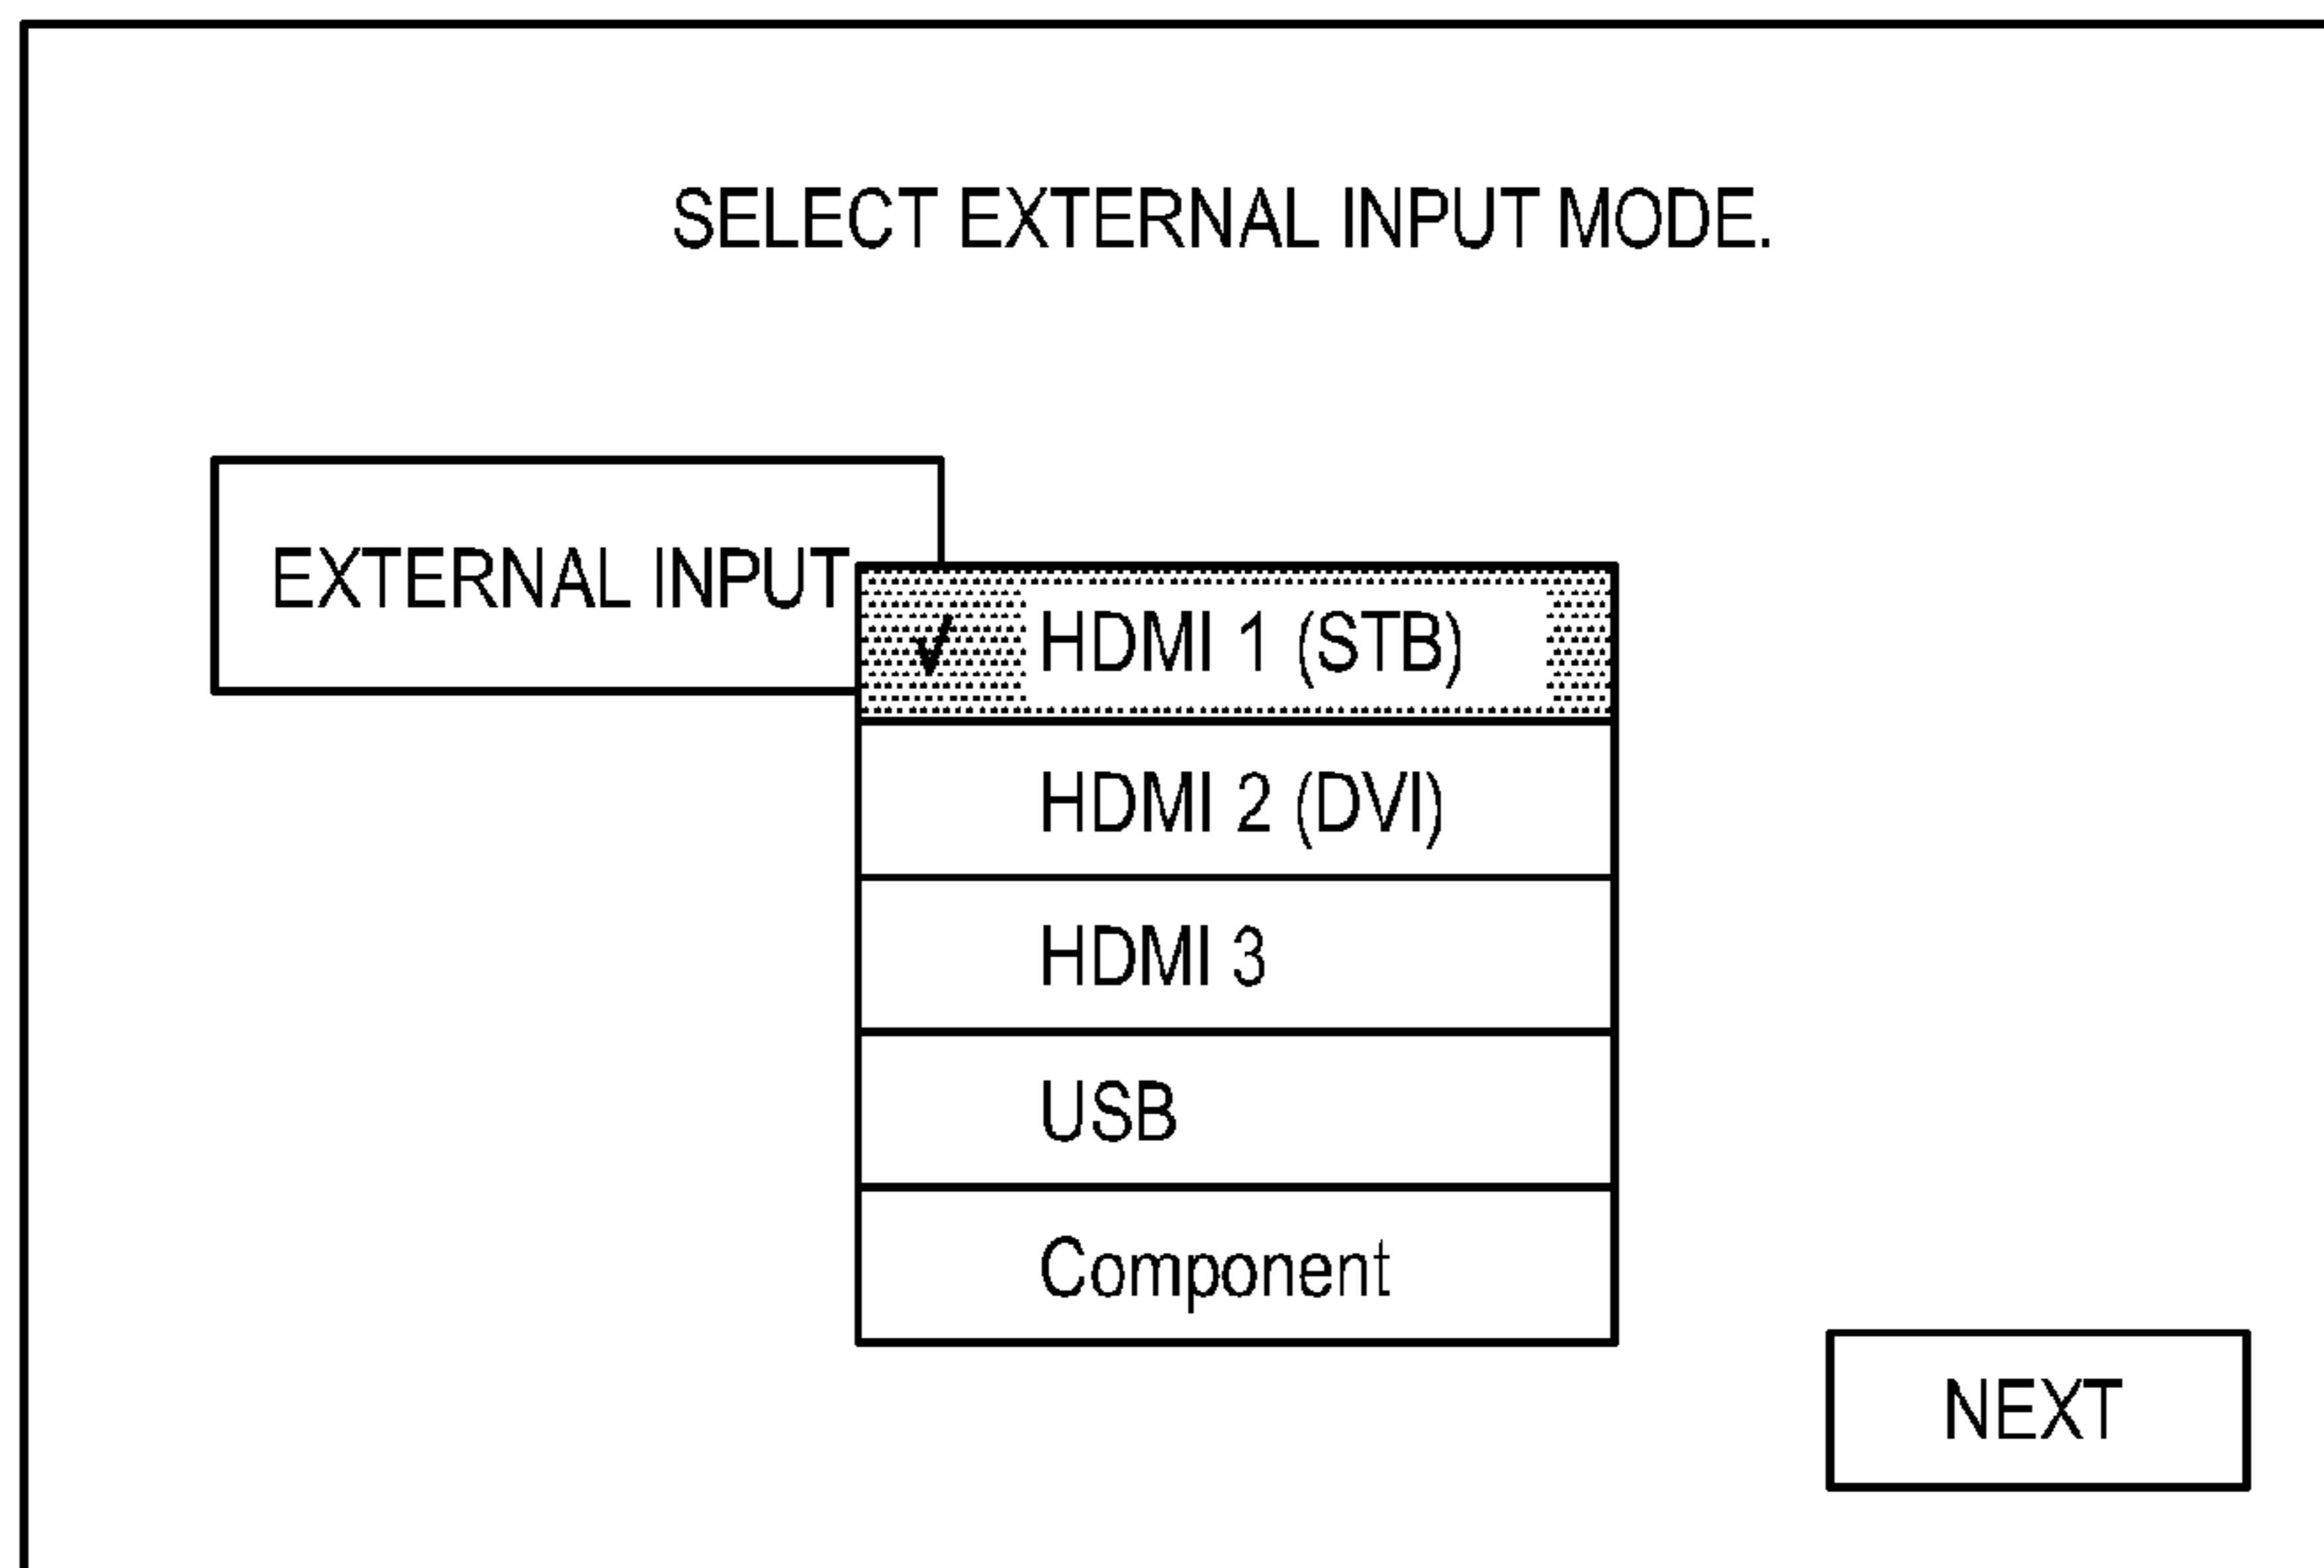 SELECT EXTERNAL INPUT MODE.
EXTERNAL INPUT
HDMI 1 (STB)
HDMI 2 (DVI)
HDMI 3
USB
Component
NEXT